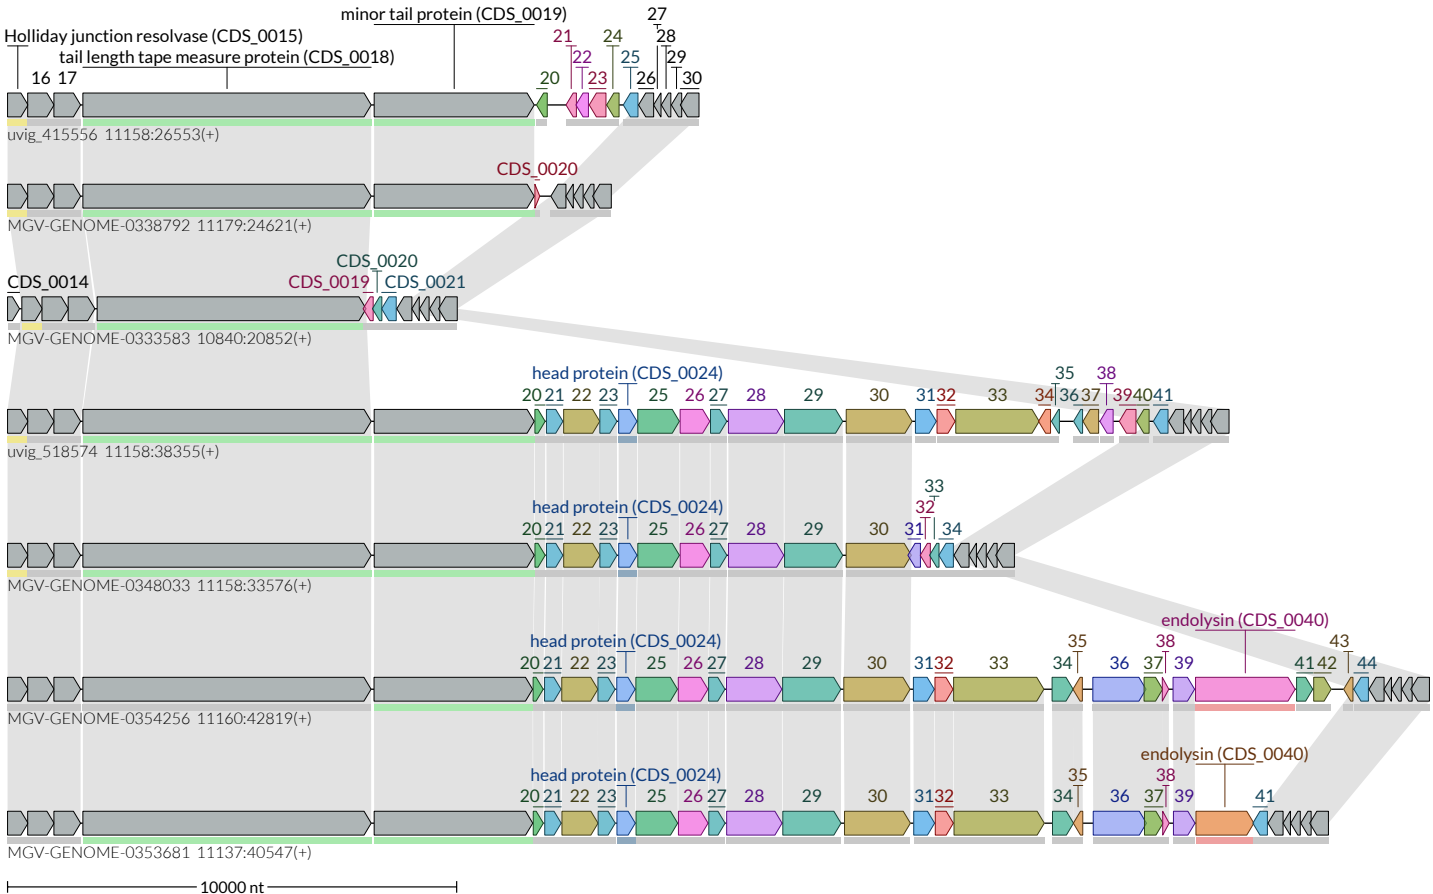 minor tail protein (CDS_0019) 27
Holliday junction resolvase (CDS_0015) 21 24 28
16 17 tail length tape measure protein (CDS_0018) 22 25 29
20 23 26 30
uvig_415556 11158:26553(+)
CDS_0020
MGV-GENOME-0338792 11179:24621(+)
CDS_0020
CDS_0014 CDS_0019 CDS_0021
MGV-GENOME-0333583 10840:20852(+)
head protein (CDS_0024) 35 38
20 21 22 23 25 26 27 28 29 30 31 32 33 34 36 37 39 40 41
uvig_518574 11158:38355(+)
33
head protein (CDS_0024) 32
20 21 22 23 25 26 27 28 29 30 31 34
MGV-GENOME-0348033 11158:33576(+)
endolysin (CDS_0040)
head protein (CDS_0024) 35 38 43
20 21 22 23 25 26 27 28 29 30 31 32 33 34 36 37 39 41 42 44
MGV-GENOME-0354256 11160:42819(+)
endolysin (CDS_0040)
head protein (CDS_0024) 35 38
20 21 22 23 25 26 27 28 29 30 31 32 33 34 36 37 39 41
MGV-GENOME-0353681 11137:40547(+)
10000 nt